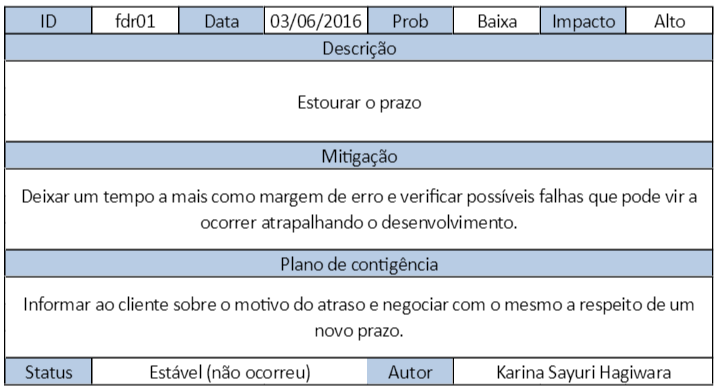 ID fdr01 Data 03/06/2016 Prob Baixa Impacto Alto
Descrição
Estourar o prazo
Mitigação
Deixar um tempo a mais como margem de erro e verificar possíveis falhas que pode vir a
ocorrer atrapalhando o desenvolvimento.
Plano de contigência
Informar ao cliente sobre o motivo do atraso e negociar com o mesmo a respeito de um
novo prazo.
Status Estável (não ocorreu) Autor Karina Sayuri Hagiwara